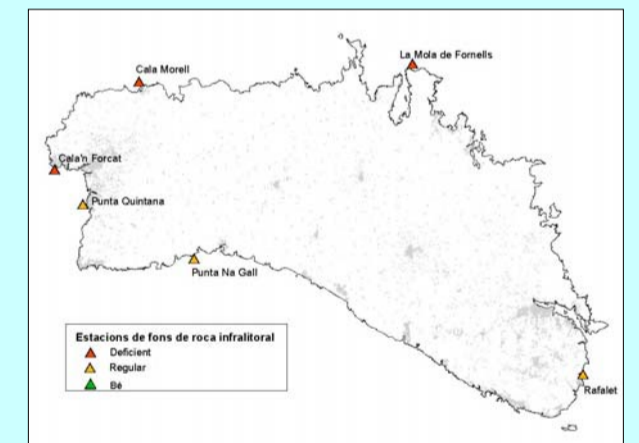 La Mola de Fornells
Cala Morell
Cala'n Forcat
Punta Quintana
Punta Na Gall
Estacions de fons de roca infralitoral
Deficient
Regular
Bé
Rafalet